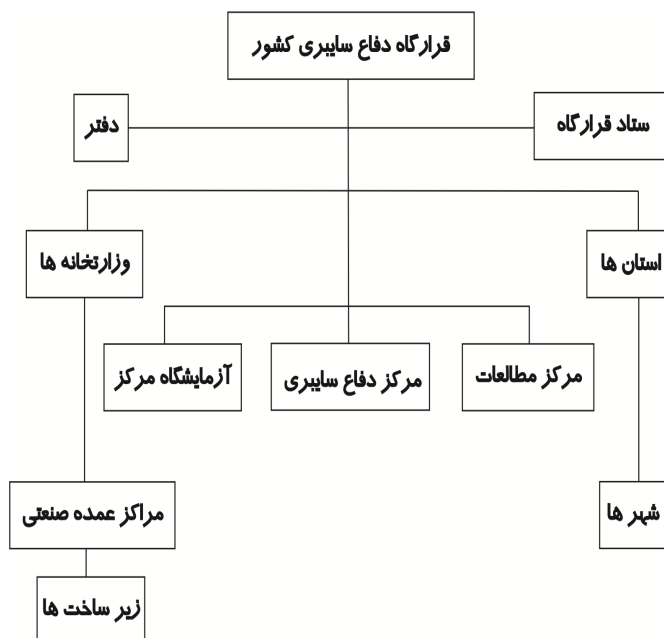 قرارگاه دفاع سایبری کشور
ستاد قرارگاه
دفتر
استان ها
وزارتخانه ها
مرکز مطالعات
مرکز دفاع سایبری
آزمایشگاه مرکز
شهر ها
مراکز عمده صنعتی
زیر ساخت ها